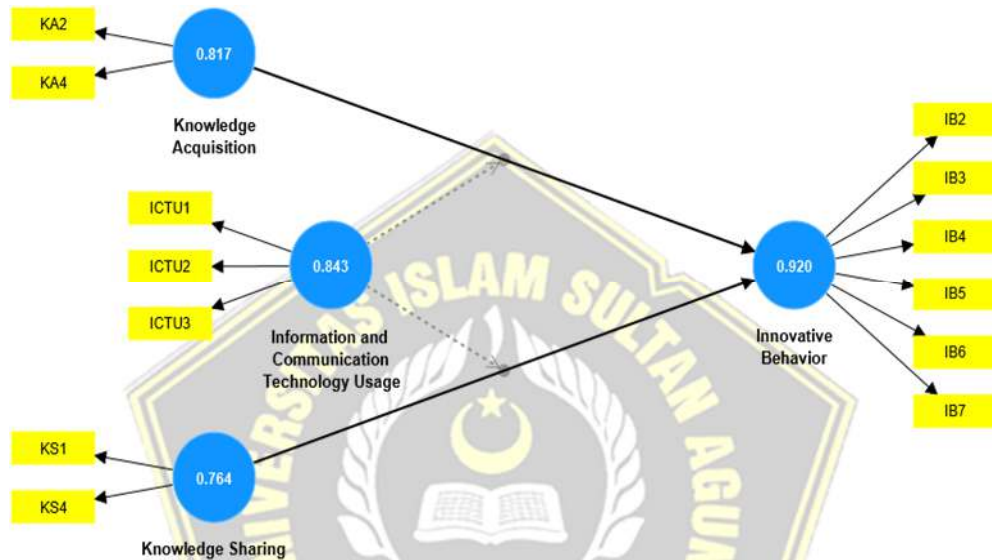 KA2
KA4
0.817
Knowledge
Acquisition
ICTU1
ICTU2
ICTU3
0.843
Information and
Communication
Technology Usage
KS1
KS4
0.764
Knowledge Sharing
0.920
Innovative
Behavior
IB2
IB3
IB4
IB5
IB6
IB7
ISLAM SULTAN AGUN